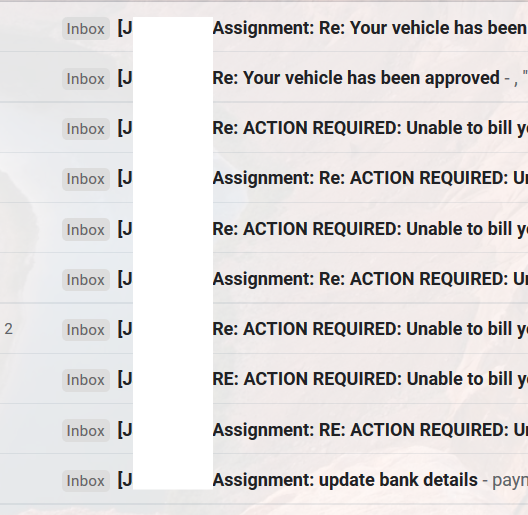 Inbox [J Assignment: Re: Your vehicle has been
Inbox [J Re: Your vehicle has been approved - , "
Inbox [J Re: ACTION REQUIRED: Unable to bill y
Inbox [J Assignment: Re: ACTION REQUIRED: U
Inbox [J Re: ACTION REQUIRED: Unable to bill y
Inbox [J Assignment: Re: ACTION REQUIRED: U
2 Inbox [J Re: ACTION REQUIRED: Unable to bill y
Inbox [J RE: ACTION REQUIRED: Unable to bill y
Inbox [J Assignment: RE: ACTION REQUIRED: U
Inbox [J Assignment: update bank details - payn